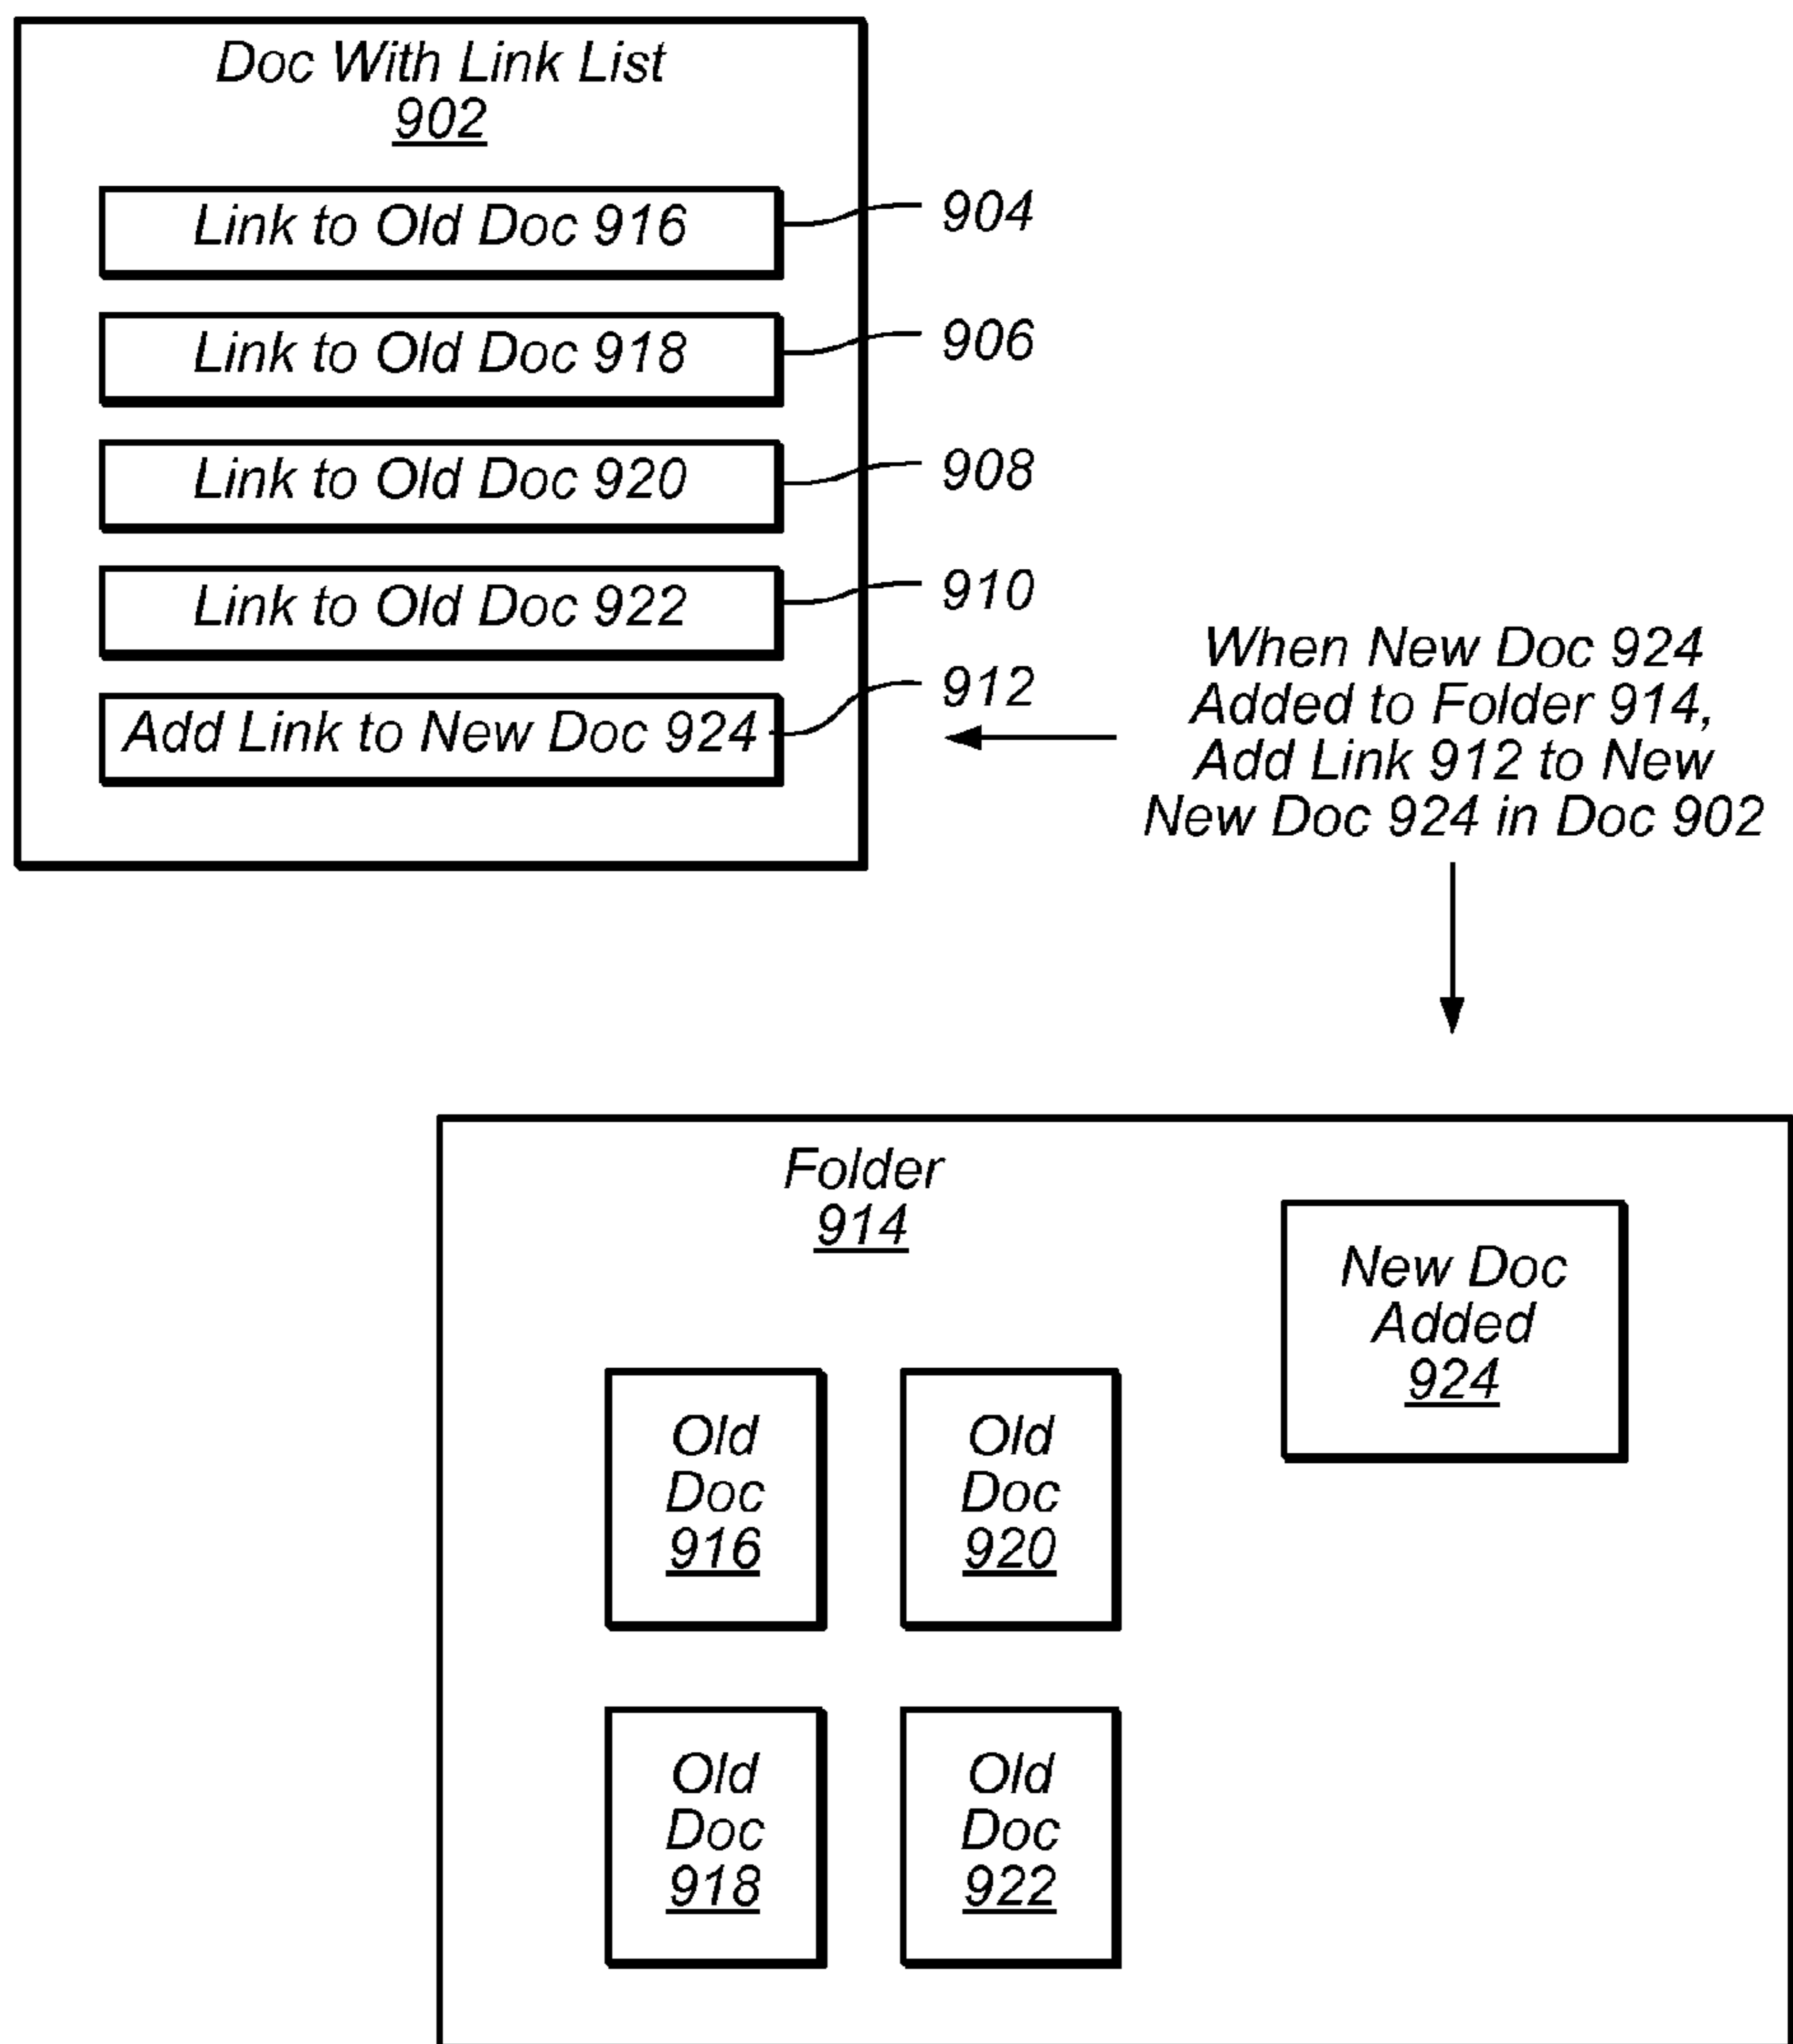 Doc With Link List
902
Link to Old Doc 916
904
Link to Old Doc 918
906
Link to Old Doc 920
908
Link to Old Doc 922
910
Add Link to New Doc 924
912
When New Doc 924
Added to Folder 914,
Add Link 912 to New
New Doc 924 in Doc 902
Folder
914
New Doc
Added
924
Old
Doc
916
Old
Doc
920
Old
Doc
918
Old
Doc
922